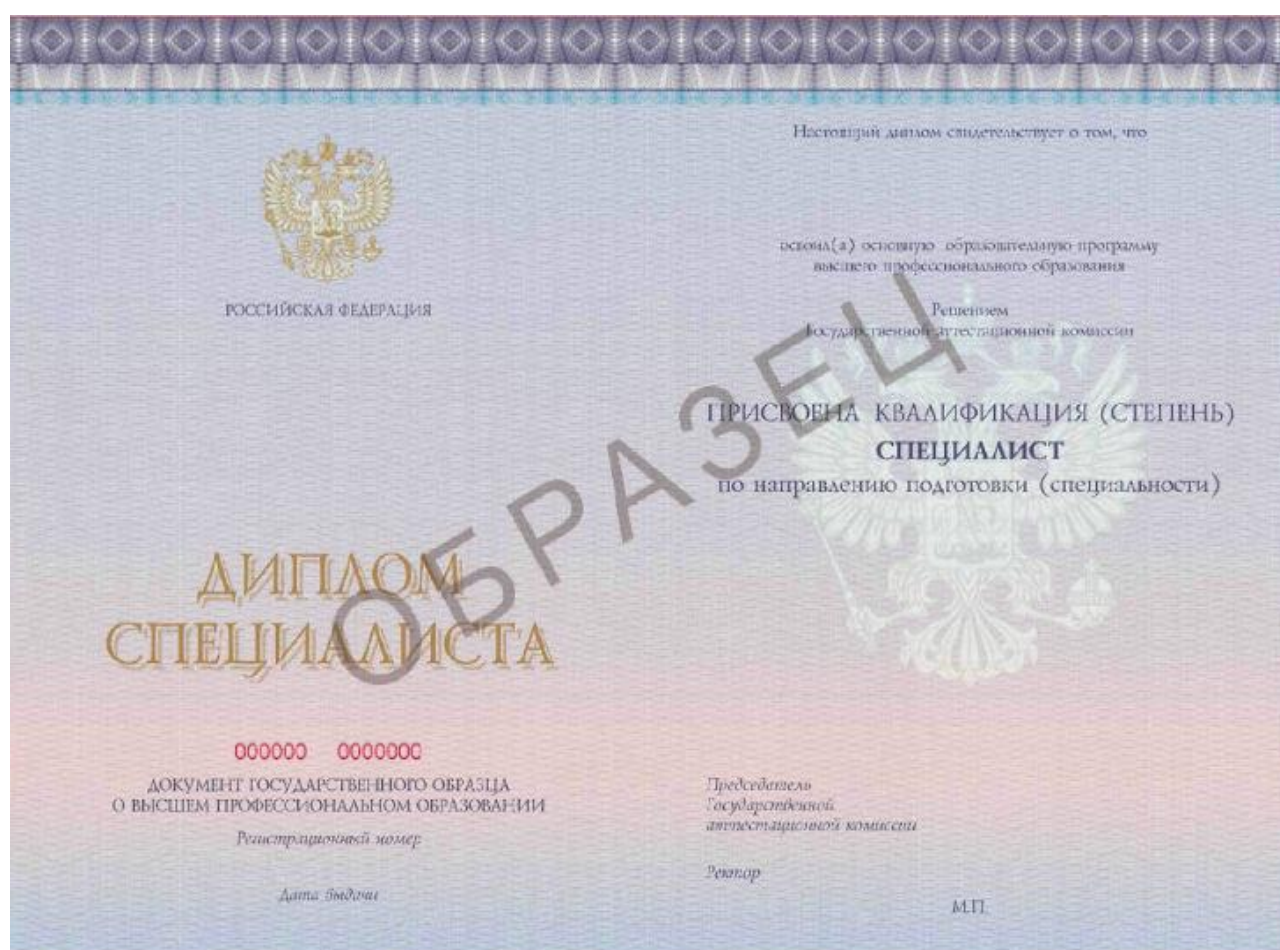 РОССИЙСКАЯ ФЕДЕРАЦИЯ
ДИПЛОМ
СПЕЦИАЛИСТА
000000 0000000
ДОКУМЕНТ ГОСУДАРСТВЕННОГО ОБРАЗЦА
О ВЫСШЕМ ПРОФЕССИОНАЛЬНОМ ОБРАЗОВАНИИ
Регистрационный номер
Дата выдачи
Настоящий диплом свидетельствует о том, что
освоил(а) основную образовательную программу
высшего профессионального образования
Решением
Государственной аттестационной комиссии
ПРИСВОЕНА КВАЛИФИКАЦИЯ (СТЕПЕНЬ)
СПЕЦИАЛИСТ
по направлению подготовки (специальности)
Председатель
Государственной
аттестационной комиссии
Ректор
М.П.
ОБРАЗЕЦ